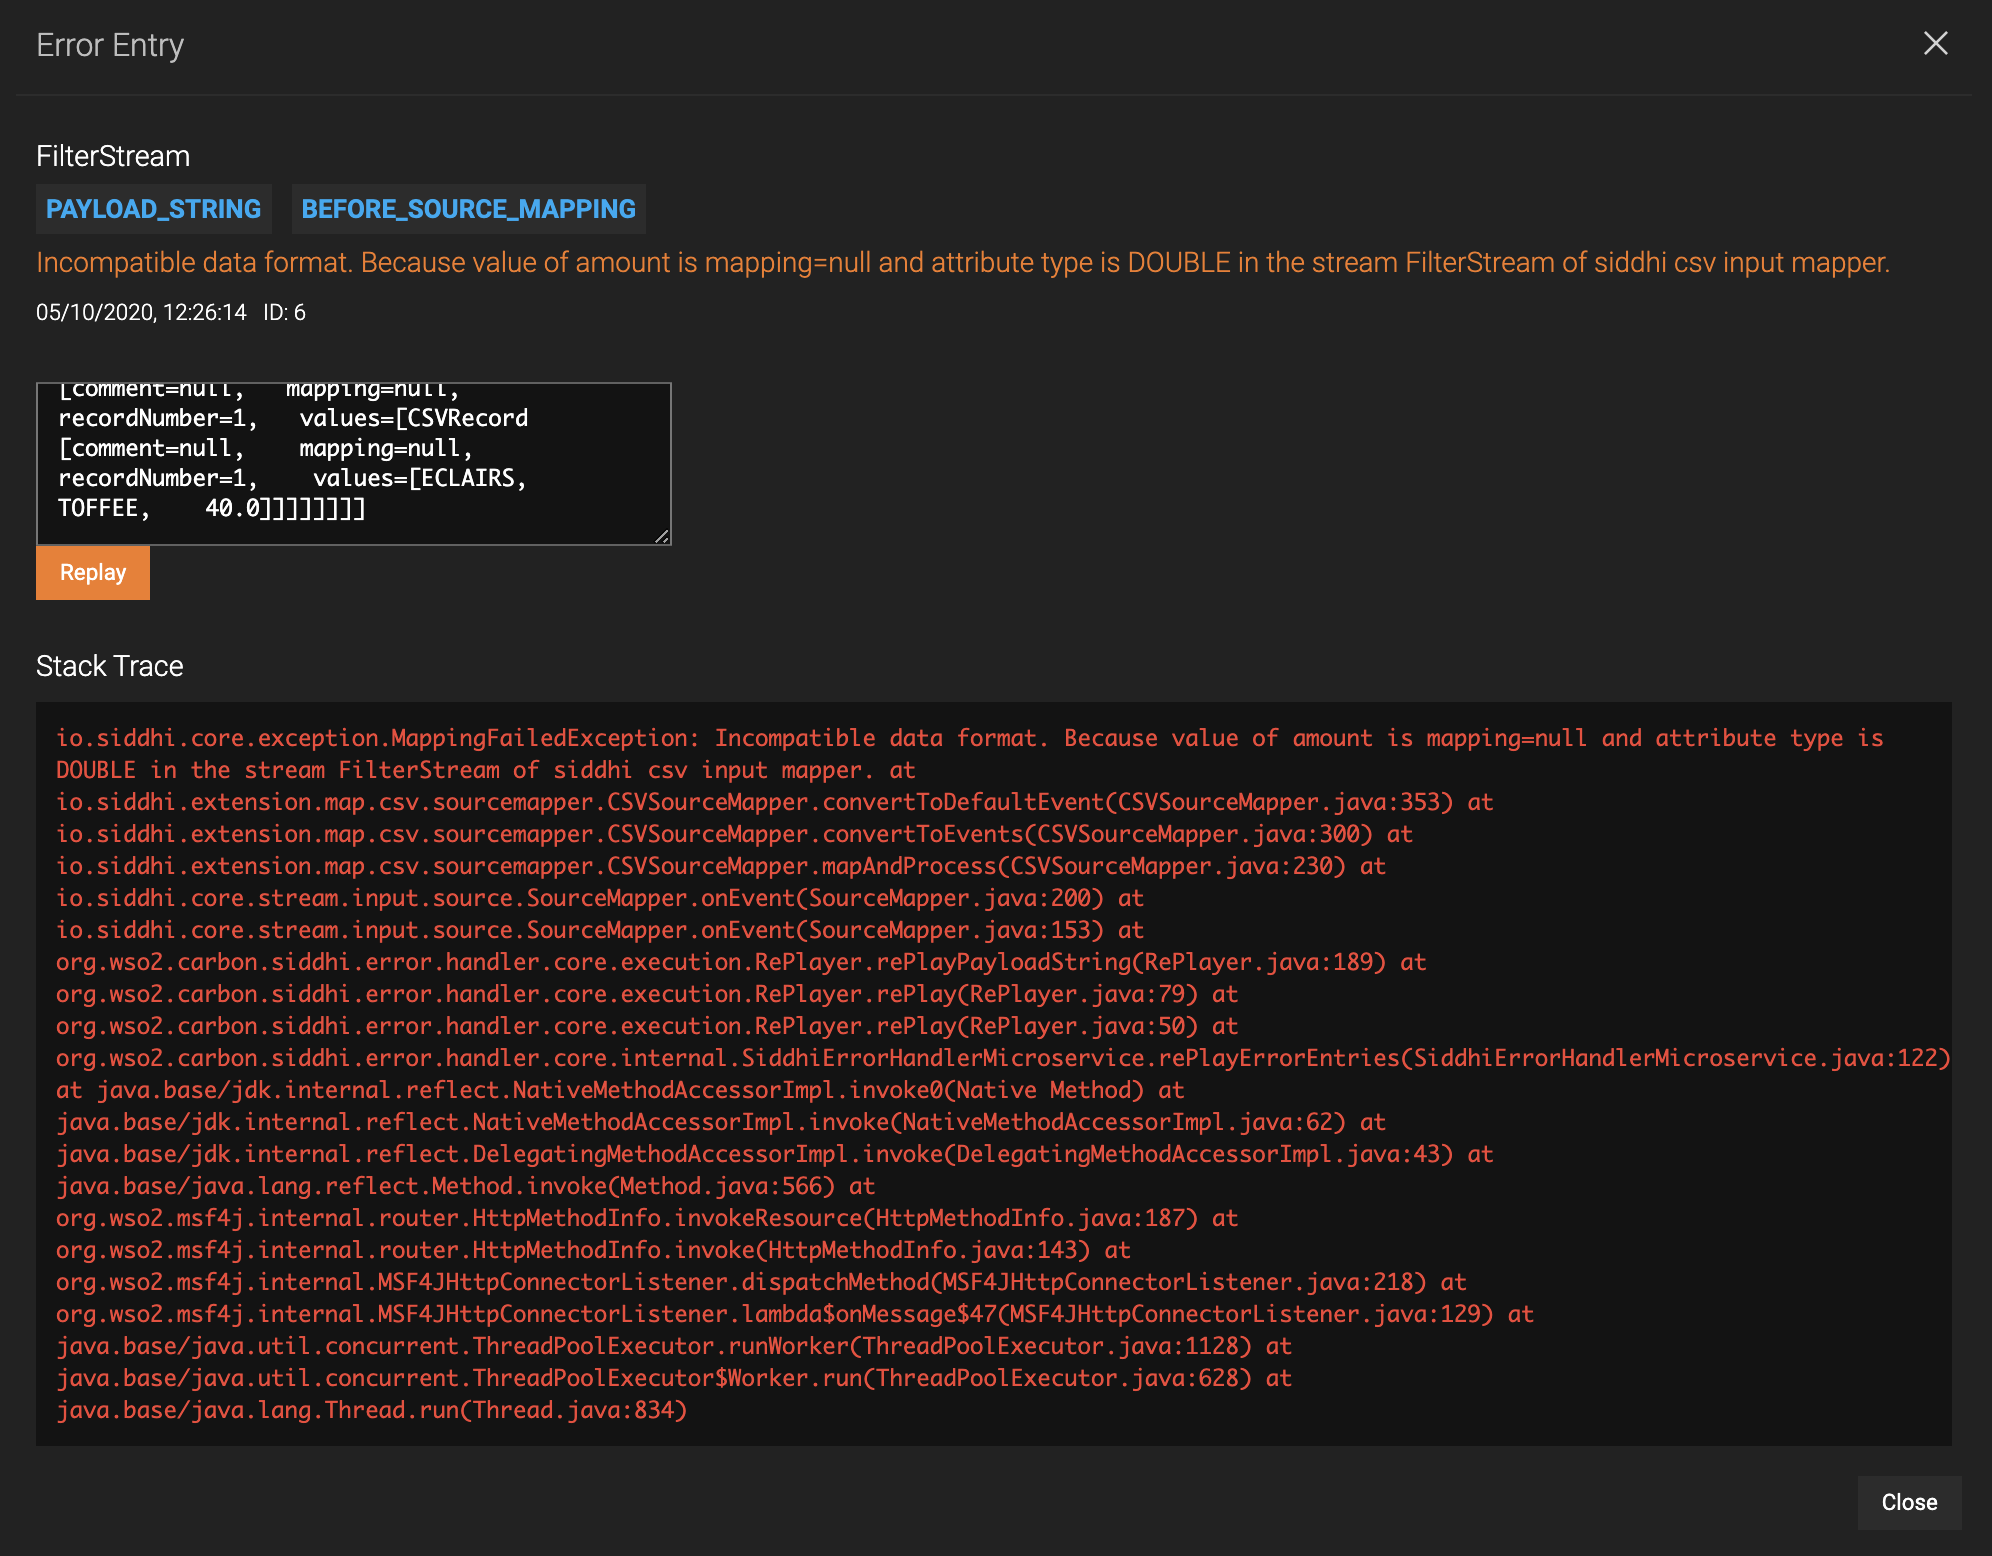 Error Entry
FilterStream
PAYLOAD_STRING BEFORE_SOURCE_MAPPING
Incompatible data format. Because value of amount is mapping=null and attribute type is DOUBLE in the stream FilterStream of siddhi csv input mapper.
05/10/2020, 12:26:14 ID: 6
[comment=null, mapping=null,
recordNumber=1, values=[CSVRecord
[comment=null, mapping=null,
recordNumber=1, values=[ECLAIRS,
TOFFEE, 40.0]]]]]]]]
Replay
Stack Trace
io.siddhi.core.exception.MappingFailedException: Incompatible data format. Because value of amount is mapping=null and attribute type is
DOUBLE in the stream FilterStream of siddhi csv input mapper. at
io.siddhi.extension.map.csv.sourcemapper.CSVSourceMapper.convertToDefaultEvent(CSVSourceMapper.java:353) at
io.siddhi.extension.map.csv.sourcemapper.CSVSourceMapper.convertToEvents(CSVSourceMapper.java:300) at
io.siddhi.extension.map.csv.sourcemapper.CSVSourceMapper.mapAndProcess(CSVSourceMapper.java:230) at
io.siddhi.core.stream.input.source.SourceMapper.onEvent(SourceMapper.java:200) at
io.siddhi.core.stream.input.source.SourceMapper.onEvent(SourceMapper.java:153) at
org.wso2.carbon.siddhi.error.handler.core.execution.RePlayer.rePlayPayloadString(RePlayer.java:189) at
org.wso2.carbon.siddhi.error.handler.core.execution.RePlayer.rePlay(RePlayer.java:79) at
org.wso2.carbon.siddhi.error.handler.core.execution.RePlayer.rePlay(RePlayer.java:50) at
org.wso2.carbon.siddhi.error.handler.core.internal.SiddhiErrorHandlerMicroservice.rePlayErrorEntries(SiddhiErrorHandlerMicroservice.java:122)
at java.base/jdk.internal.reflect.NativeMethodAccessorImpl.invoke0(Native Method) at
java.base/jdk.internal.reflect.NativeMethodAccessorImpl.invoke(NativeMethodAccessorImpl.java:62) at
java.base/jdk.internal.reflect.DelegatingMethodAccessorImpl.invoke(DelegatingMethodAccessorImpl.java:43) at
java.base/java.lang.reflect.Method.invoke(Method.java:566) at
org.wso2.msf4j.internal.router.HttpMethodInfo.invokeResource(HttpMethodInfo.java:187) at
org.wso2.msf4j.internal.router.HttpMethodInfo.invoke(HttpMethodInfo.java:143) at
org.wso2.msf4j.internal.MSF4JHttpConnectorListener.dispatchMethod(MSF4JHttpConnectorListener.java:218) at
org.wso2.msf4j.internal.MSF4JHttpConnectorListener.lambda$onMessage$47(MSF4JHttpConnectorListener.java:129) at
java.base/java.util.concurrent.ThreadPoolExecutor.runWorker(ThreadPoolExecutor.java:1128) at
java.base/java.util.concurrent.ThreadPoolExecutor$Worker.run(ThreadPoolExecutor.java:628) at
java.base/java.lang.Thread.run(Thread.java:834)
Close